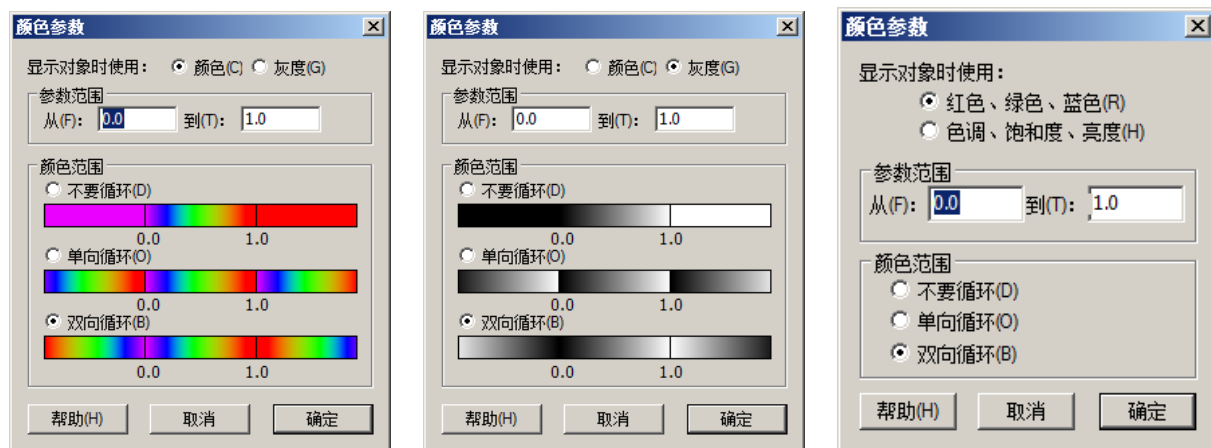 颜色参数
显示对象时使用： 颜色(C) 灰度(G)
参数范围
从(F)： 0.0 到(T)： 1.0
颜色范围
不要循环(D)
0.0 1.0
单向循环(O)
0.0 1.0
双向循环(B)
0.0 1.0
帮助(H) 取消 确定
颜色参数
显示对象时使用： 颜色(C) 灰度(G)
参数范围
从(F)： 0.0 到(T)： 1.0
颜色范围
不要循环(D)
0.0 1.0
单向循环(O)
0.0 1.0
双向循环(B)
0.0 1.0
帮助(H) 取消 确定
颜色参数
显示对象时使用：
红色、绿色、蓝色(R)
色调、饱和度、亮度(H)
参数范围
从(F)： 0.0 到(T)： 1.0
颜色范围
不要循环(D)
单向循环(O)
双向循环(B)
帮助(H) 取消 确定